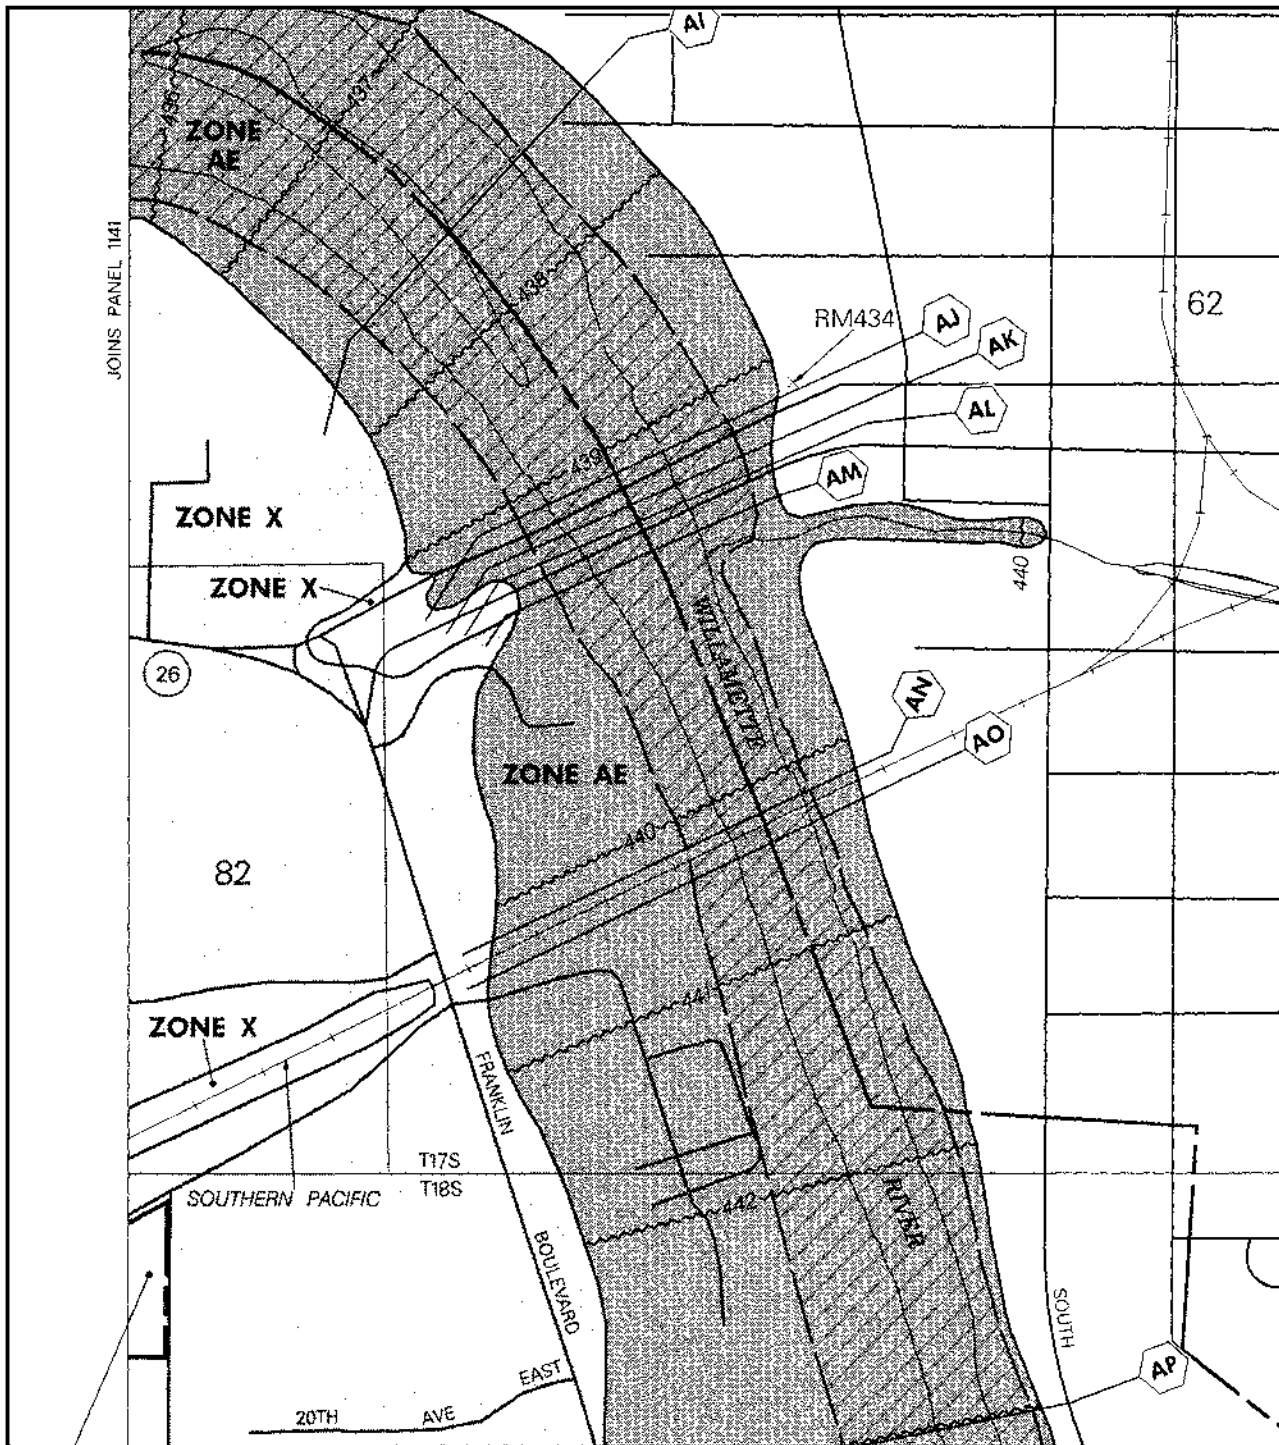 AI
436
437
ZONE
AE
JOINS PANEL 1141
438
62
RM434
AJ
AK
AL
439
AM
ZONE X
ZONE X
440
WILLAMETTE
26
AN
AO
ZONE AE
440
82
441
ZONE X
FRANKLIN
T17S
T18S
SOUTHERN PACIFIC
442
RIVER
BOULEVARD
SOUTH
AP
EAST
20TH AVE